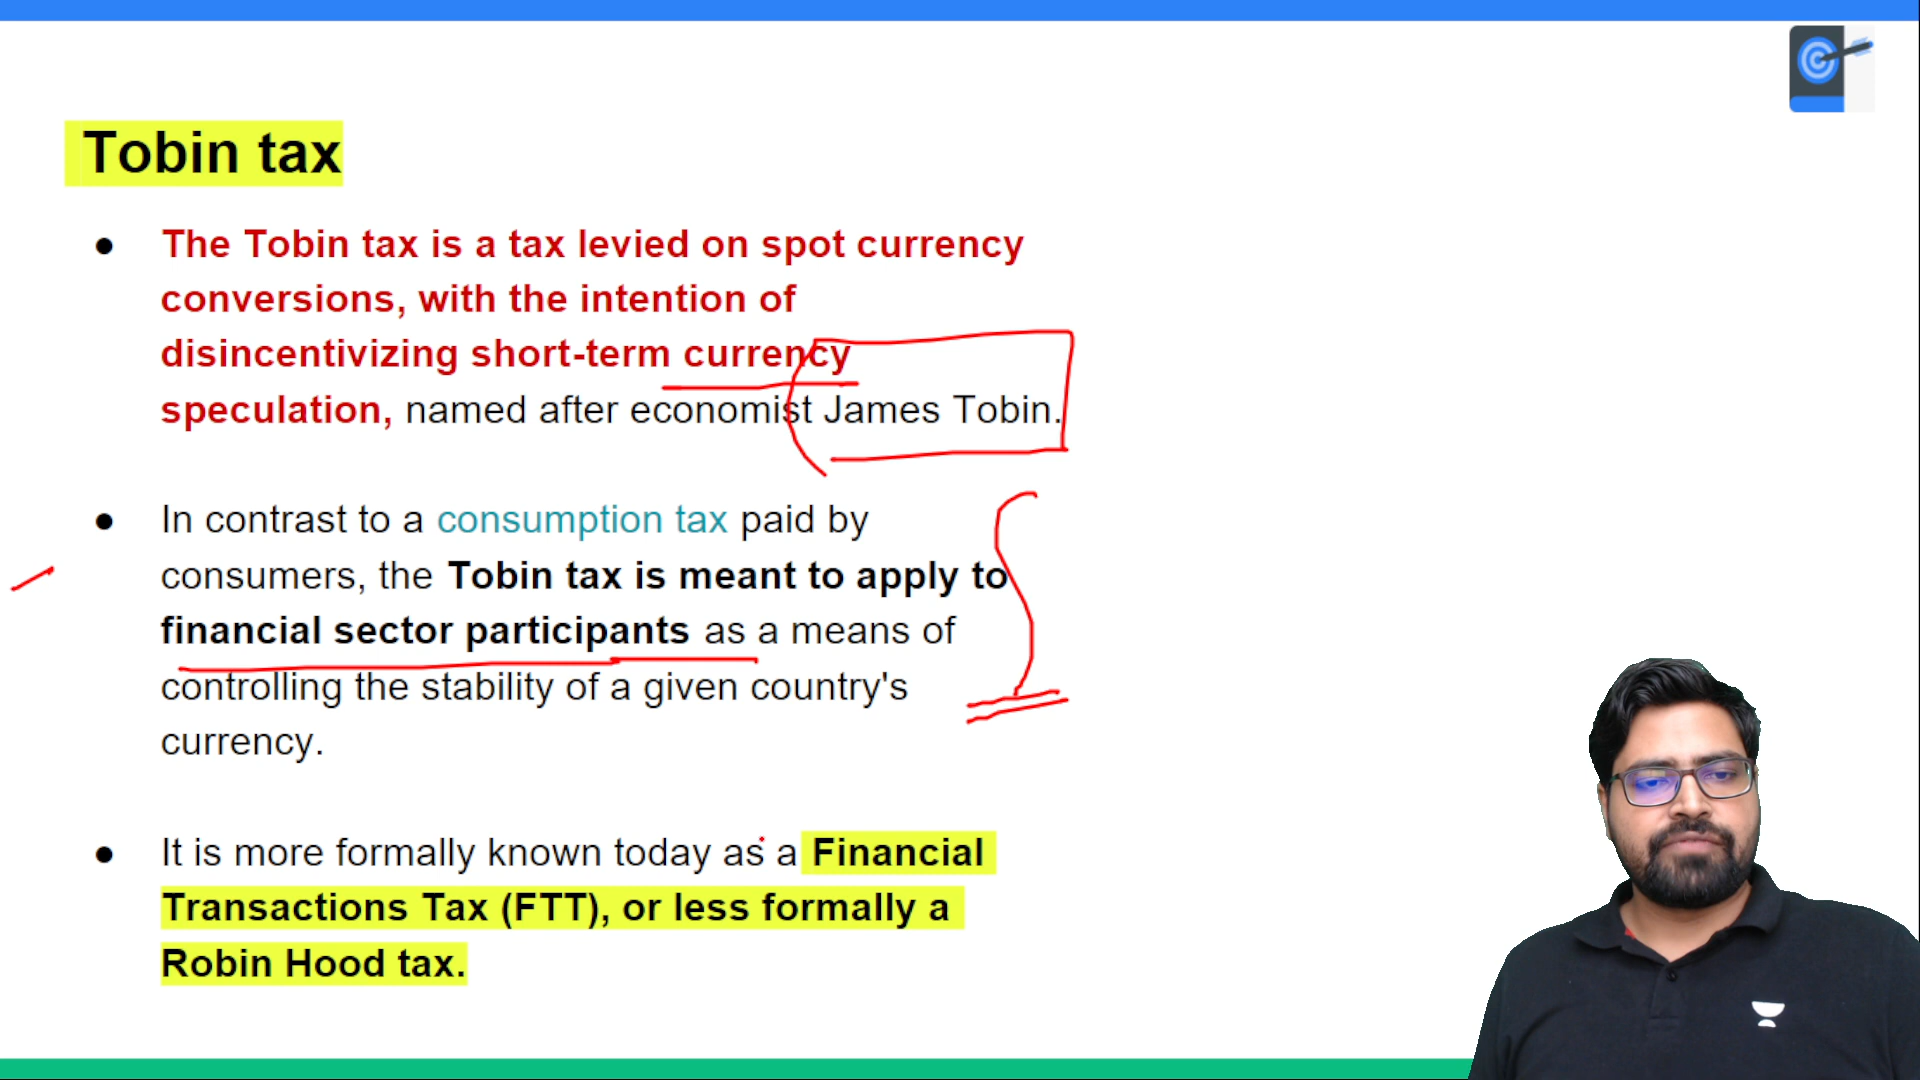 Tobin tax
● The Tobin tax is a tax levied on spot currency
conversions, with the intention of
disincentivizing short-term currency
speculation, named after economist James Tobin.
● In contrast to a consumption tax paid by
consumers, the Tobin tax is meant to apply to
financial sector participants as a means of
controlling the stability of a given country's
currency.
● It is more formally known today as a Financial
Transactions Tax (FTT), or less formally a
Robin Hood tax.